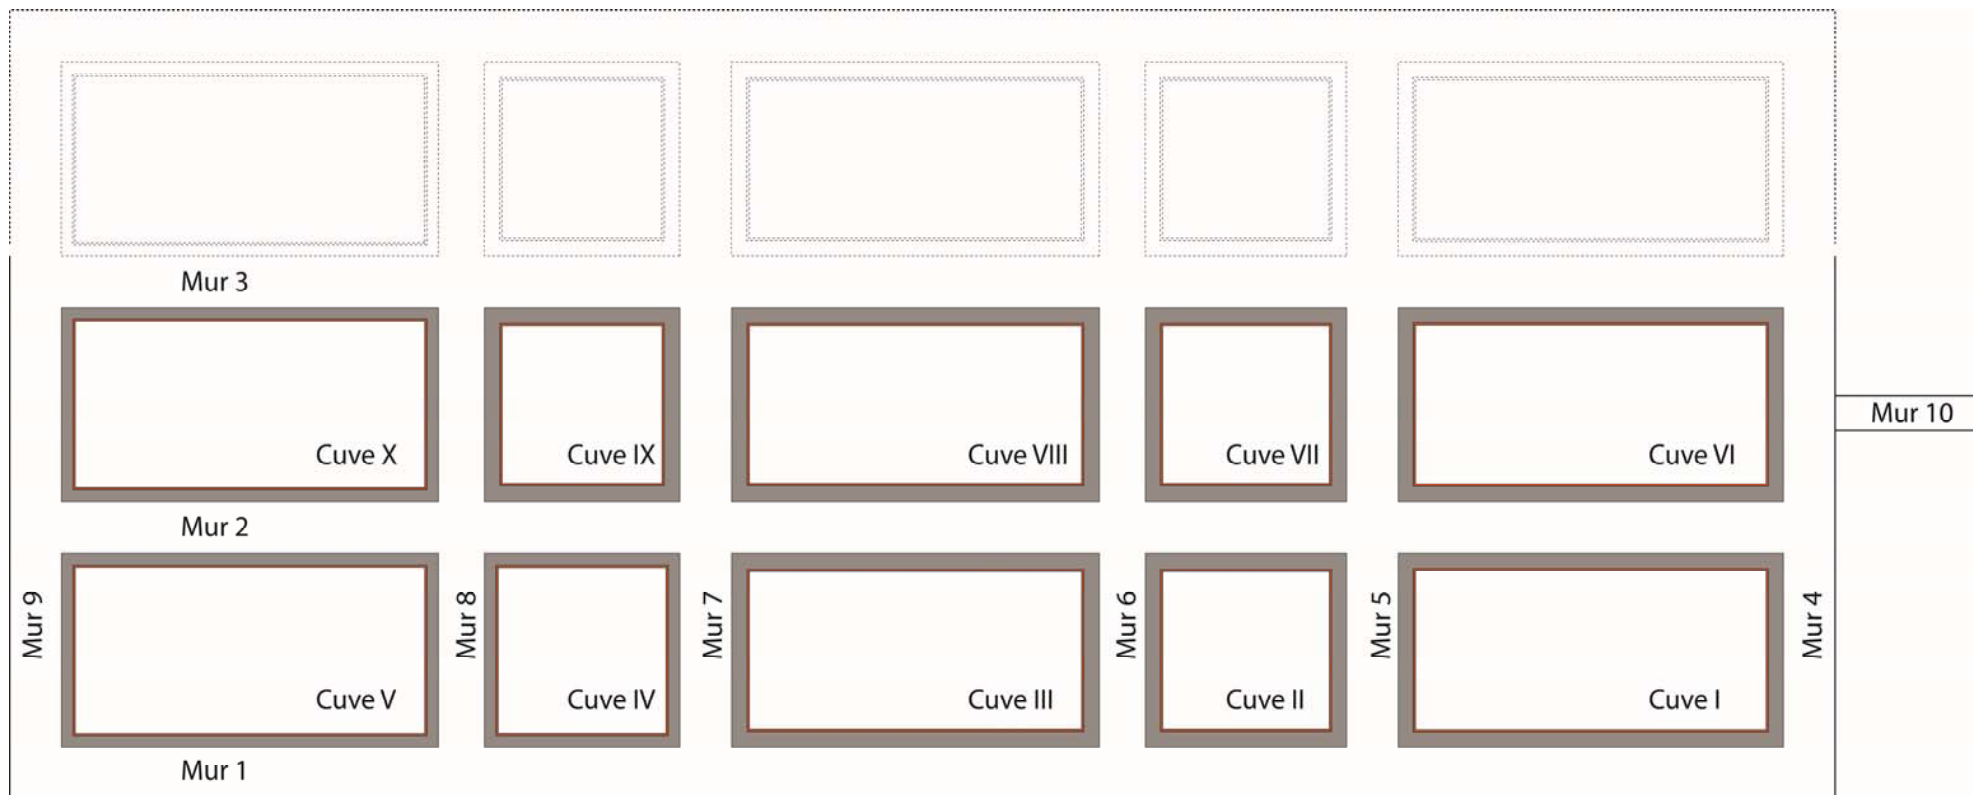 Mur 3
Cuve X
Cuve IX
Cuve VIII
Cuve VII
Cuve VI
Mur 10
Mur 2
Mur 9
Mur 8
Mur 7
Mur 6
Mur 5
Mur 4
Cuve V
Cuve IV
Cuve III
Cuve II
Cuve I
Mur 1